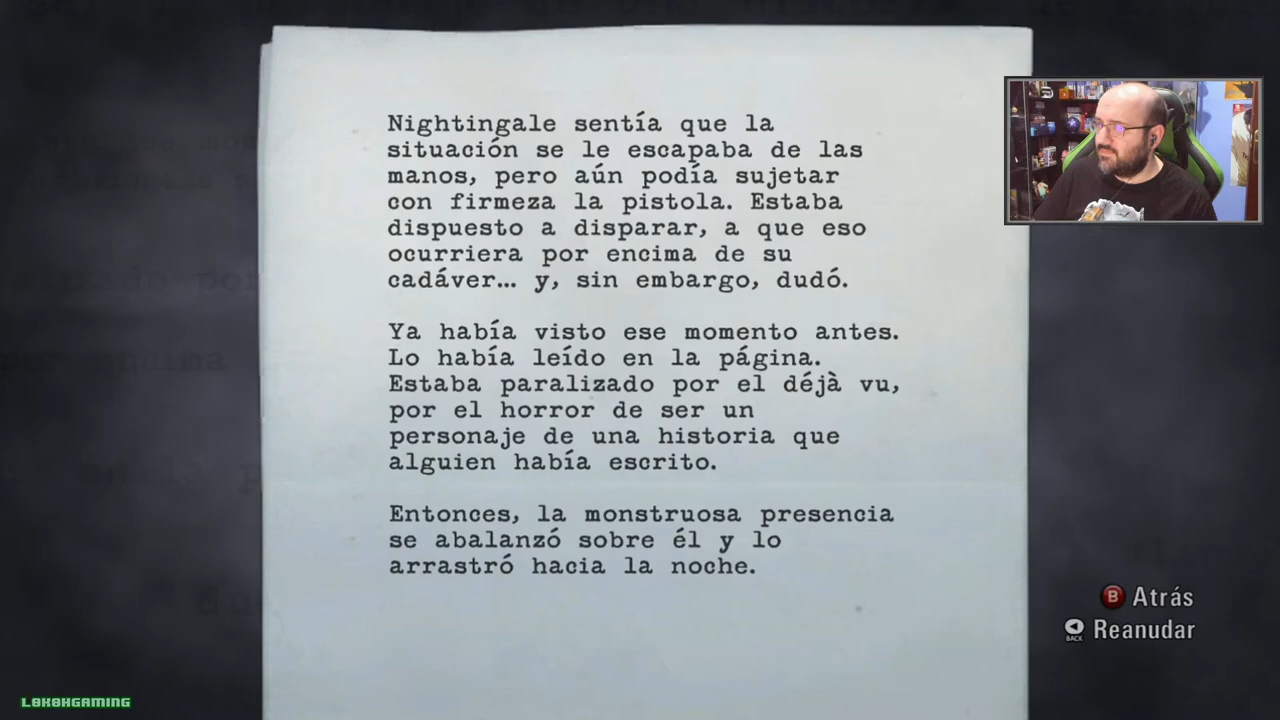 Nightingale sentía que la
situación se le escapaba de las
manos, pero aún podía sujetar
con firmeza la pistola. Estaba
dispuesto a disparar, a que eso
ocurriera por encima de su
cadáver… y, sin embargo, dudó.
Ya había visto ese momento antes.
Lo había leído en la página.
Estaba paralizado por el déjà vu,
por el horror de ser un
personaje de una historia que
alguien había escrito.
Entonces, la monstruosa presencia
se abalanzó sobre él y lo
arrastró hacia la noche.
B Atrás
BACK Reanudar
L0K0XGAMING